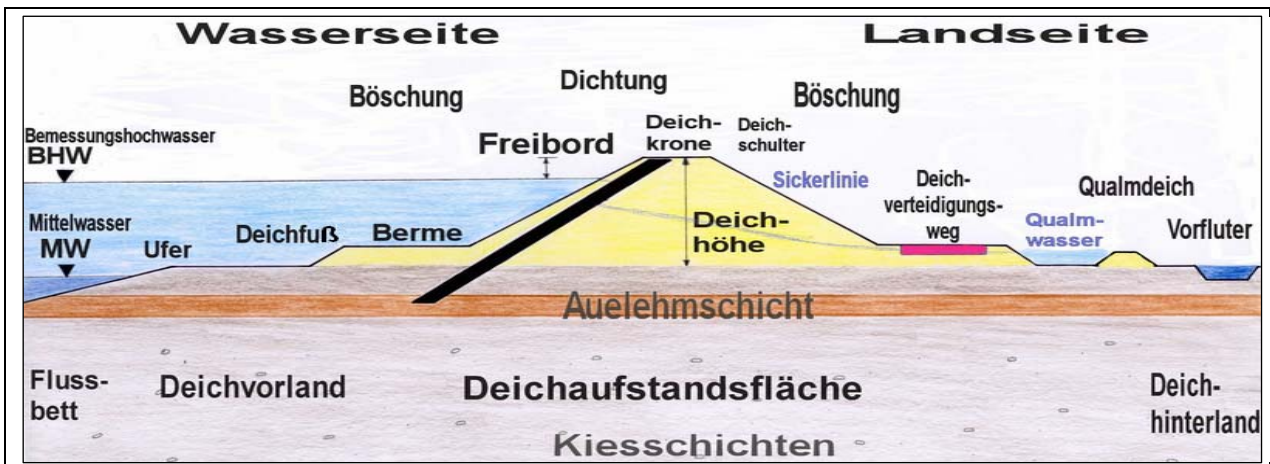 Wasserseite
Landseite
Dichtung
Böschung
Böschung
Bemessungshochwasser
BHW
Freibord
Deich-
krone
Deich-
schulter
Sickerlinie
Deich-
verteidigungs-
weg
Qualmdeich
Mittelwasser
MW
Ufer
Deichfuß
Berme
Deich-
höhe
Qualm-
wasser
Vorfluter
Auelehmschicht
Fluss-
bett
Deichvorland
Deichaufstandsfläche
Deich-
hinterland
Kiesschichten